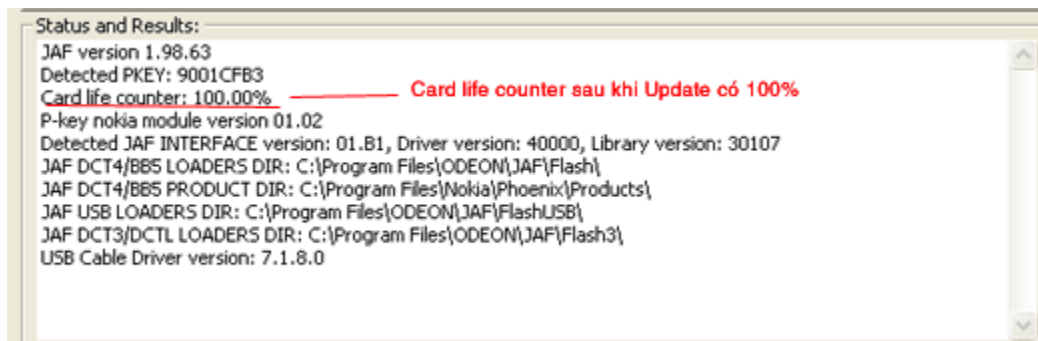 Status and Results:
JAF version 1.98.63
Detected PKEY: 9001CFB3
Card life counter: 100.00%
Card life counter sau khi Update có 100%
P-key nokia module version 01.02
Detected JAF INTERFACE version: 01.B1, Driver version: 40000, Library version: 30107
JAF DCT4/BB5 LOADERS DIR: C:\Program Files\ODEON\JAF\Flash\
JAF DCT4/BB5 PRODUCT DIR: C:\Program Files\Nokia\Phoenix\Products\
JAF USB LOADERS DIR: C:\Program Files\ODEON\JAF\FlashUSB\
JAF DCT3/DCTL LOADERS DIR: C:\Program Files\ODEON\JAF\Flash3\
USB Cable Driver version: 7.1.8.0